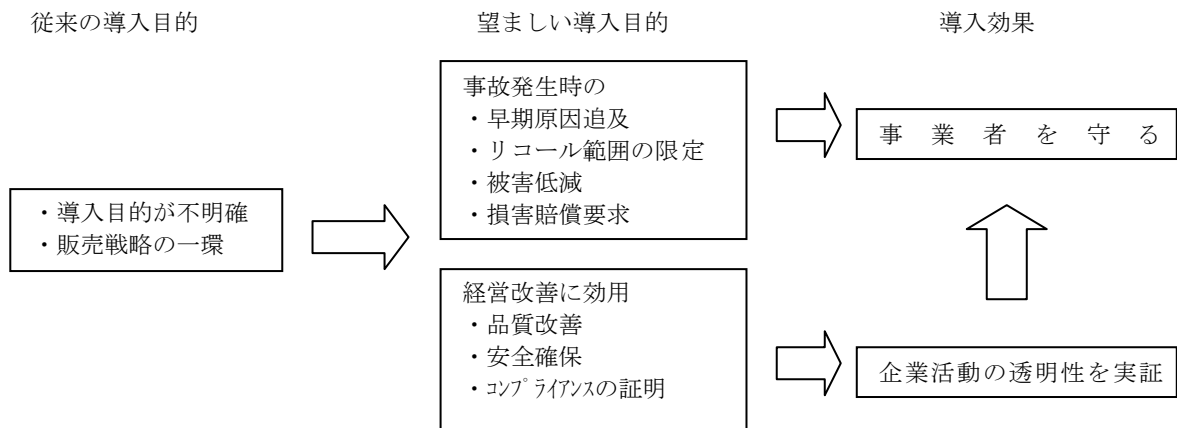 従来の導入目的
望ましい導入目的
導入効果
・導入目的が不明確
・販売戦略の一環
事故発生時の
・早期原因追及
・リコール範囲の限定
・被害低減
・損害賠償要求
経営改善に効用
・品質改善
・安全確保
・コンプライアンスの証明
事業者を守る
企業活動の透明性を実証